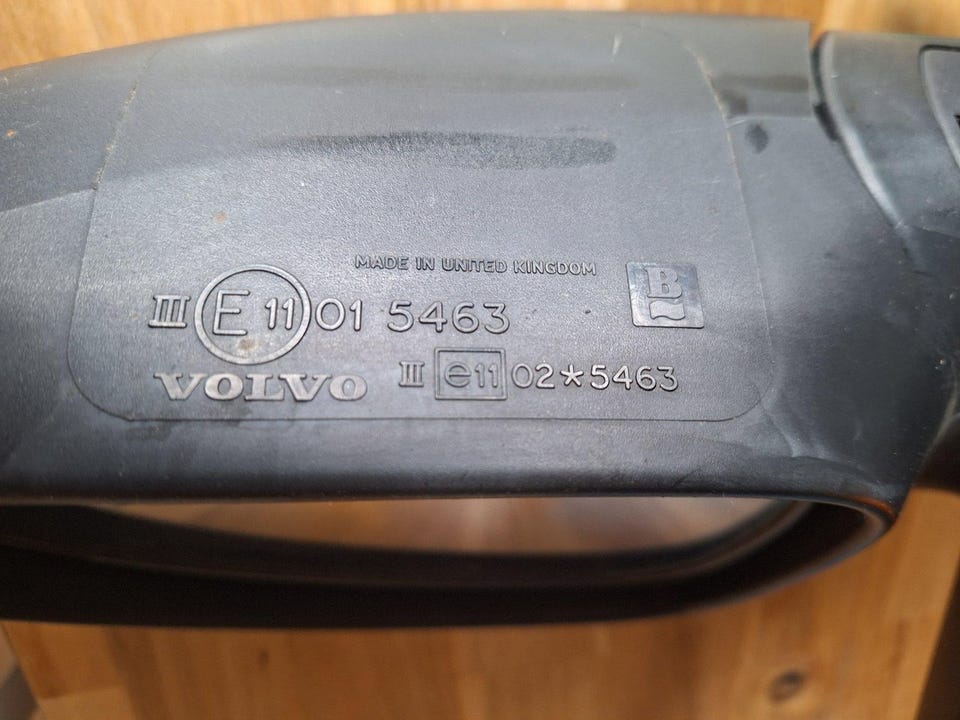 MADE IN UNITED KINGDOM
B
III E 11 01 5463
VOLVO
III e11 02*5463